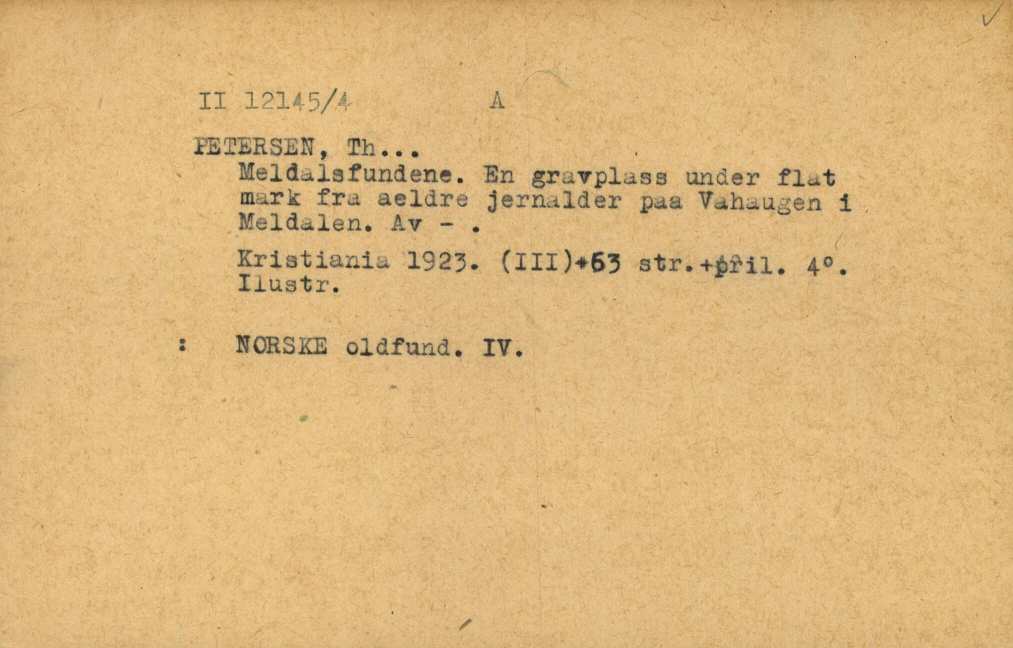 II 12145/4 A
PETERSEN, Th...
Meldalsfundene. En gravplass under flat
mark fra aeldre jernalder paa Vahaugen i
Meldalen. Av - .
Kristiania 1923. (III)+63 str.+pril. 4°.
Ilustr.
: NORSKE oldfund. IV.